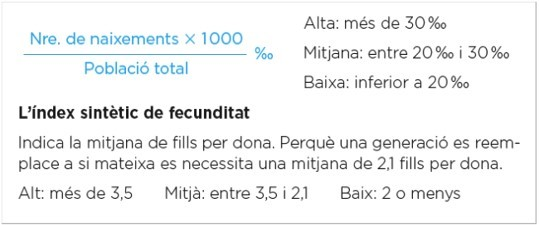 Nre. de naixements × 1000
Població total
‰
Alta: més de 30 ‰
Mitjana: entre 20 ‰ i 30 ‰
Baixa: inferior a 20 ‰
L'índex sintètic de fecunditat
Indica la mitjana de fills per dona. Perquè una generació es reem-
place a si mateixa es necessita una mitjana de 2,1 fills per dona.
Alt: més de 3,5 Mitjà: entre 3,5 i 2,1 Baix: 2 o menys